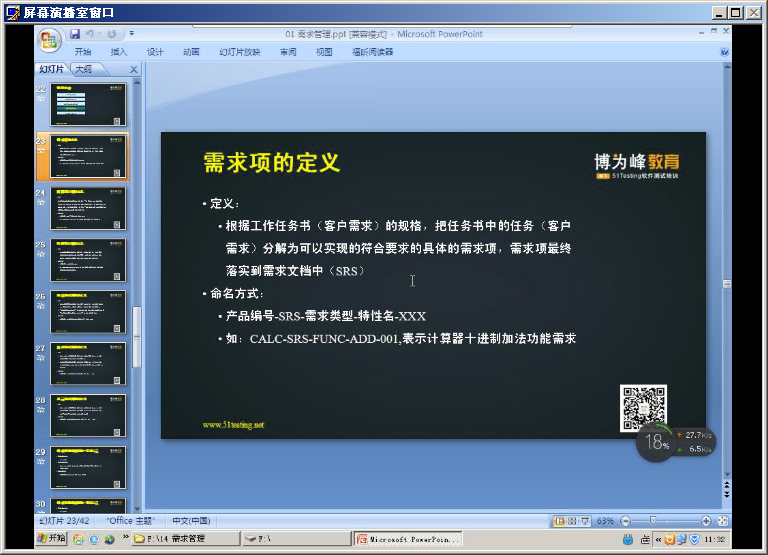 屏幕演播室窗口
01 需求管理.ppt [兼容模式] - Microsoft PowerPoint
开始 插入 设计 动画 幻灯片放映 审阅 视图 福昕阅读器
幻灯片 大纲
22
23
24
25
26
27
28
29
30
需求项的定义
博为峰教育
51Testing软件测试培训
• 定义：
• 根据工作任务书（客户需求）的规格，把任务书中的任务（客户
需求）分解为可以实现的符合要求的具体的需求项，需求项最终
落实到需求文档中（SRS）
• 命名方式：
• 产品编号-SRS-需求类型-特性名-XXX
• 如：CALC-SRS-FUNC-ADD-001,表示计算器十进制加法功能需求
www.51testing.net
18%
27.7K/s
6.5K/s
幻灯片 23/42 "Office 主题" 中文(中国) 63%
开始 F:\14 需求管理 F:\ Microsoft PowerPoin... 11:32